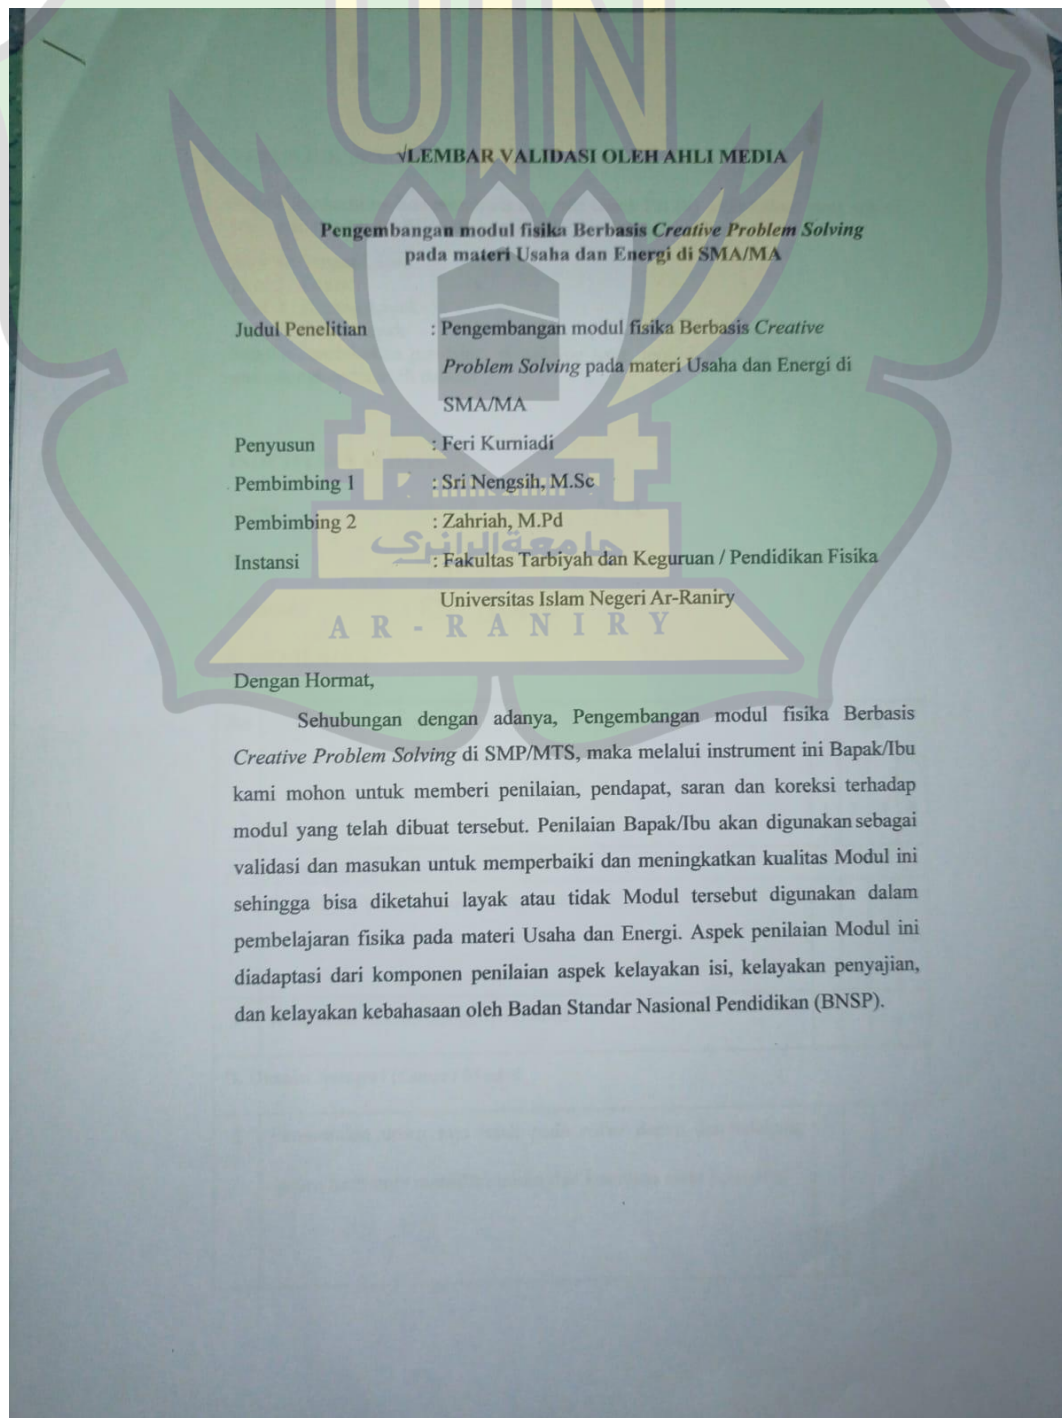 UIN
√LEMBAR VALIDASI OLEH AHLI MEDIA
Pengembangan modul fisika Berbasis Creative Problem Solving
pada materi Usaha dan Energi di SMA/MA
Judul Penelitian : Pengembangan modul fisika Berbasis Creative
Problem Solving pada materi Usaha dan Energi di
SMA/MA
Penyusun : Feri Kurniadi
Pembimbing 1 : Sri Nengsih, M.Sc
Pembimbing 2 : Zahriah, M.Pd
جامعة الرانري
Instansi : Fakultas Tarbiyah dan Keguruan / Pendidikan Fisika
Universitas Islam Negeri Ar-Raniry
AR-RANIRY
Dengan Hormat,
Sehubungan dengan adanya, Pengembangan modul fisika Berbasis
Creative Problem Solving di SMP/MTS, maka melalui instrument ini Bapak/Ibu
kami mohon untuk memberi penilaian, pendapat, saran dan koreksi terhadap
modul yang telah dibuat tersebut. Penilaian Bapak/Ibu akan digunakan sebagai
validasi dan masukan untuk memperbaiki dan meningkatkan kualitas Modul ini
sehingga bisa diketahui layak atau tidak Modul tersebut digunakan dalam
pembelajaran fisika pada materi Usaha dan Energi. Aspek penilaian Modul ini
diadaptasi dari komponen penilaian aspek kelayakan isi, kelayakan penyajian,
dan kelayakan kebahasaan oleh Badan Standar Nasional Pendidikan (BNSP).